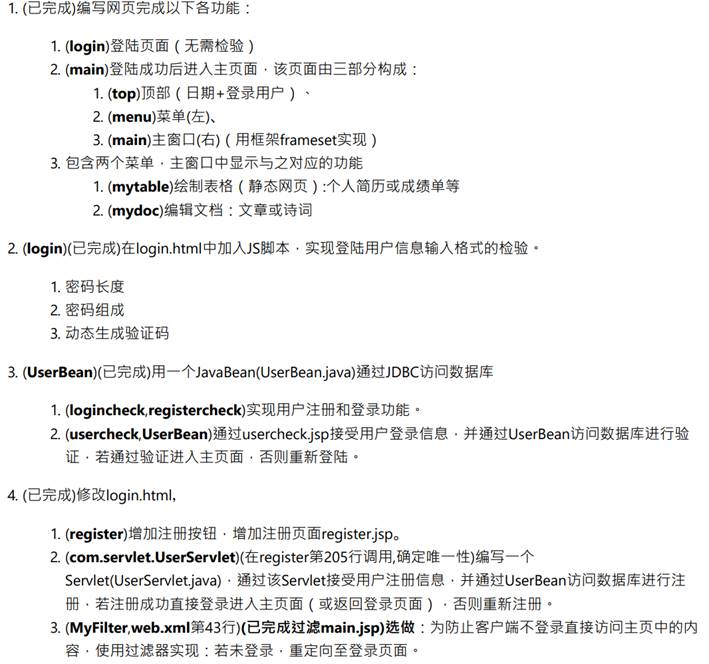 1. (已完成)编写网页完成以下各功能：
1. (login)登陆页面（无需检验）
2. (main)登陆成功后进入主页面，该页面由三部分构成：
1. (top)顶部（日期+登录用户）、
2. (menu)菜单(左)、
3. (main)主窗口(右)（用框架frameset实现）
3. 包含两个菜单，主窗口中显示与之对应的功能
1. (mytable)绘制表格（静态网页）:个人简历或成绩单等
2. (mydoc)编辑文档：文章或诗词
2. (login)(已完成)在login.html中加入JS脚本，实现登陆用户信息输入格式的检验。
1. 密码长度
2. 密码组成
3. 动态生成验证码
3. (UserBean)(已完成)用一个JavaBean(UserBean.java)通过JDBC访问数据库
1. (logincheck,registercheck)实现用户注册和登录功能。
2. (usercheck,UserBean)通过usercheck.jsp接受用户登录信息，并通过UserBean访问数据库进行验
证，若通过验证进入主页面，否则重新登陆。
4. (已完成)修改login.html,
1. (register)增加注册按钮，增加注册页面register.jsp。
2. (com.servlet.UserServlet)(在register第205行调用,确定唯一性)编写一个
Servlet(UserServlet.java)，通过该Servlet接受用户注册信息，并通过UserBean访问数据库进行注
册，若注册成功直接登录进入主页面（或返回登录页面），否则重新注册。
3. (MyFilter,web.xml第43行)(已完成过滤main.jsp)选做：为防止客户端不登录直接访问主页中的内
容，使用过滤器实现：若未登录，重定向至登录页面。